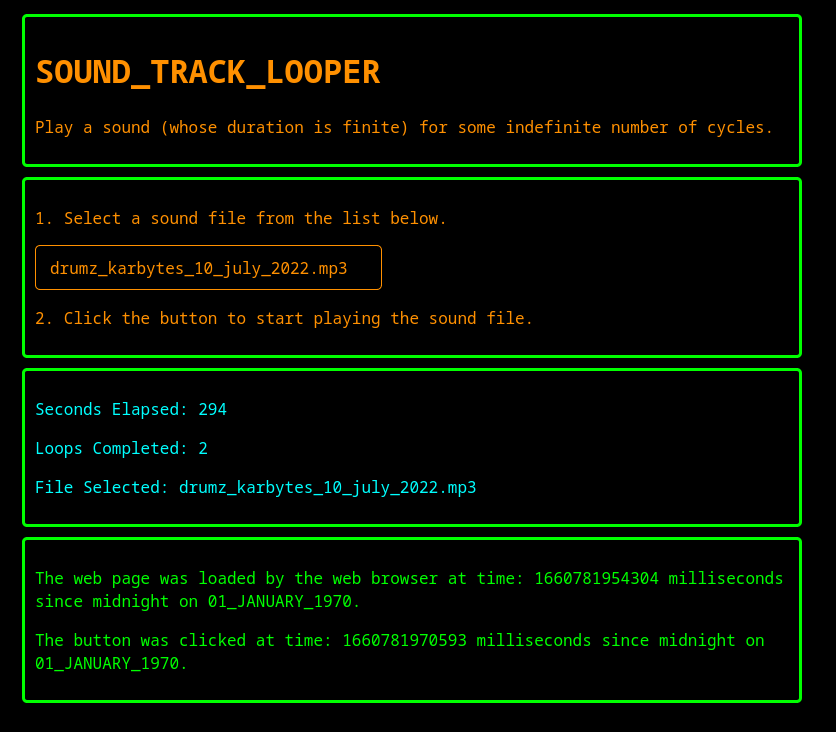 SOUND_TRACK_LOOPER
Play a sound (whose duration is finite) for some indefinite number of cycles.
1. Select a sound file from the list below.
drumz_karbytes_10_july_2022.mp3
2. Click the button to start playing the sound file.
Seconds Elapsed: 294
Loops Completed: 2
File Selected: drumz_karbytes_10_july_2022.mp3
The web page was loaded by the web browser at time: 1660781954304 milliseconds
since midnight on 01_JANUARY_1970.
The button was clicked at time: 1660781970593 milliseconds since midnight on
01_JANUARY_1970.